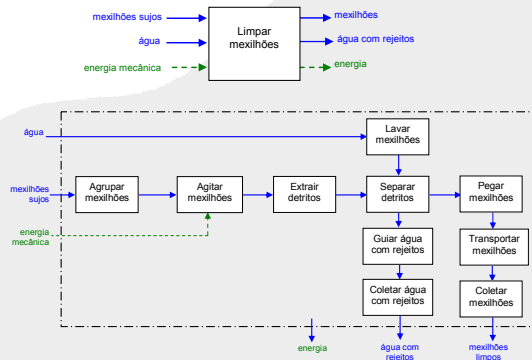 mexilhões sujos
água
energia mecânica
Limpar
mexilhões
mexilhões
água com rejeitos
energia
água
Lavar
mexilhões
mexilhões
sujos
Agrupar
mexilhões
Agitar
mexilhões
Extrair
detritos
Separar
detritos
Pegar
mexilhões
energia
mecânica
Guiar água
com rejeitos
Transportar
mexilhões
Coletar água
com rejeitos
Coletar
mexilhões
energia
água com
rejeitos
mexilhões
limpos